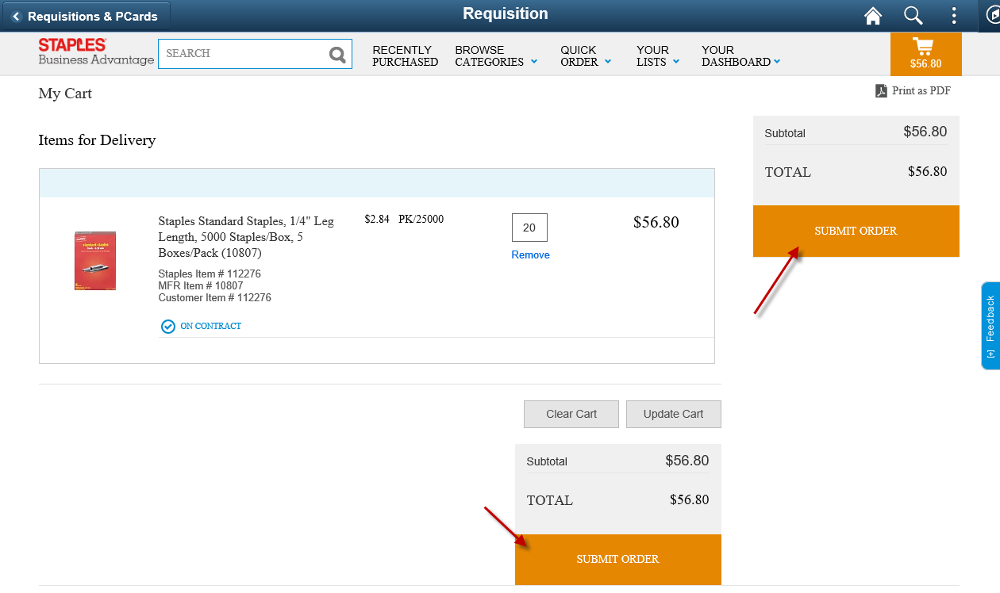 Requisitions & PCards
Requisition
STAPLES
Business Advantage
SEARCH
RECENTLY
PURCHASED
BROWSE
CATEGORIES
QUICK
ORDER
YOUR
LISTS
YOUR
DASHBOARD
$56.80
My Cart
Print as PDF
Items for Delivery
Subtotal $56.80
TOTAL $56.80
SUBMIT ORDER
Staples Standard Staples, 1/4" Leg
Length, 5000 Staples/Box, 5
Boxes/Pack (10807)
$2.84 PK/25000
20
Remove
$56.80
Staples Item # 112276
MFR Item # 10807
Customer Item # 112276
ON CONTRACT
[+] Feedback
Clear Cart
Update Cart
Subtotal $56.80
TOTAL $56.80
SUBMIT ORDER